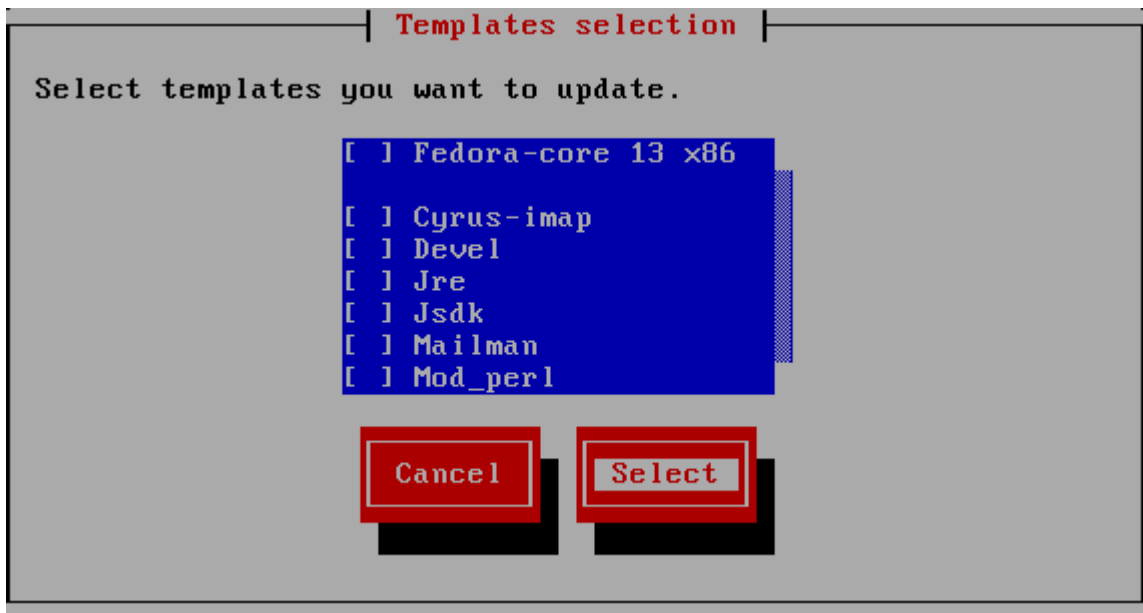 Templates selection
Select templates you want to update.
[ ] Fedora-core 13 x86
[ ] Cyrus-imap
[ ] Devel
[ ] Jre
[ ] Jsdk
[ ] Mailman
[ ] Mod_perl
Cancel Select